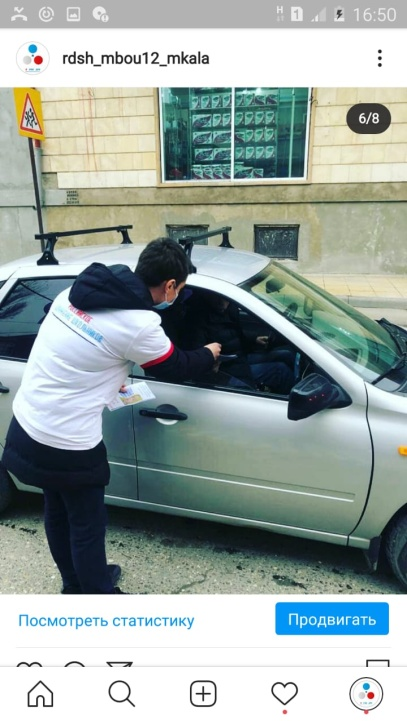 16:50
rdsh_mbou12_mkala
6/8
Посмотреть статистику
Продвигать